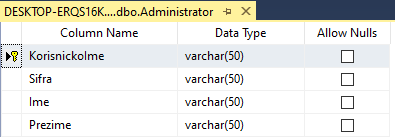 DESKTOP-ERQS16K....dbo.Administrator
Column Name Data Type Allow Nulls
KorisnickoIme varchar(50)
Sifra varchar(50)
Ime varchar(50)
Prezime varchar(50)